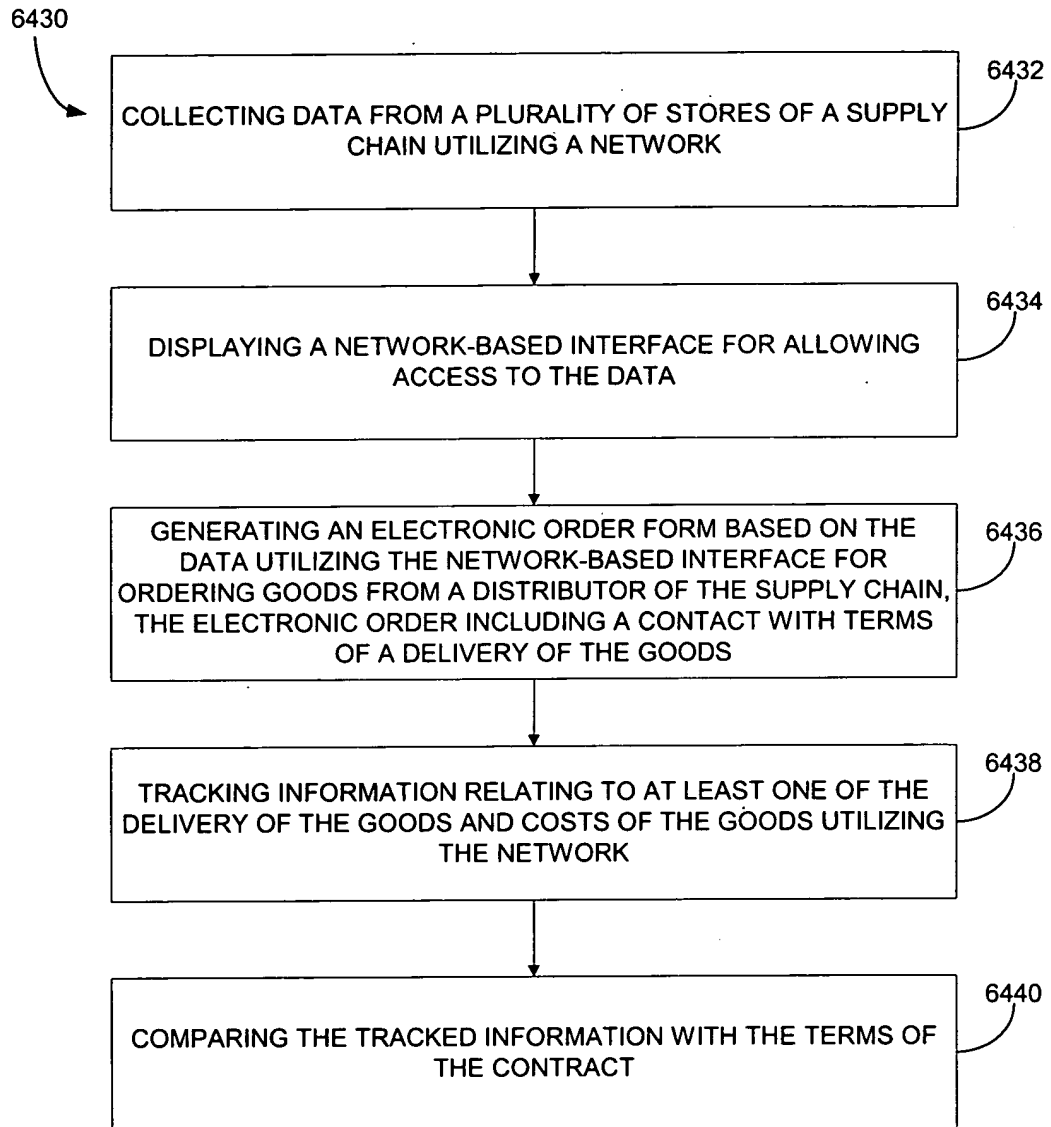 6430
6432
COLLECTING DATA FROM A PLURALITY OF STORES OF A SUPPLY
CHAIN UTILIZING A NETWORK
6434
DISPLAYING A NETWORK-BASED INTERFACE FOR ALLOWING
ACCESS TO THE DATA
6436
GENERATING AN ELECTRONIC ORDER FORM BASED ON THE
DATA UTILIZING THE NETWORK-BASED INTERFACE FOR
ORDERING GOODS FROM A DISTRIBUTOR OF THE SUPPLY CHAIN,
THE ELECTRONIC ORDER INCLUDING A CONTACT WITH TERMS
OF A DELIVERY OF THE GOODS
6438
TRACKING INFORMATION RELATING TO AT LEAST ONE OF THE
DELIVERY OF THE GOODS AND COSTS OF THE GOODS UTILIZING
THE NETWORK
6440
COMPARING THE TRACKED INFORMATION WITH THE TERMS OF
THE CONTRACT